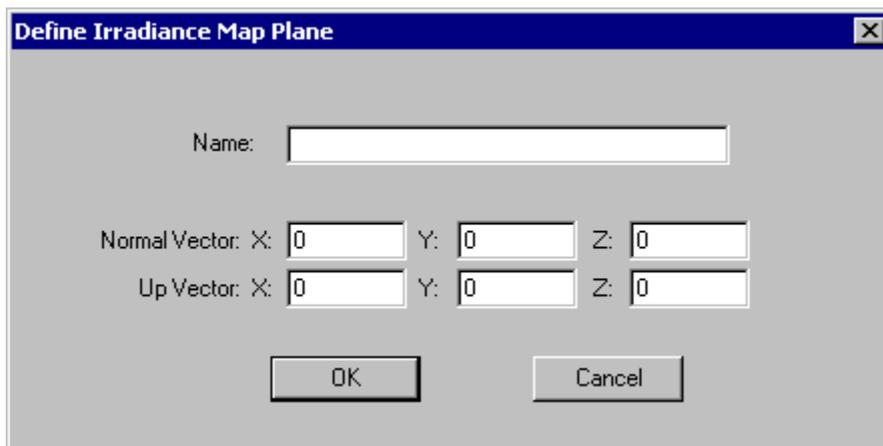 Define Irradiance Map Plane
Name:
Normal Vector: X: 0 Y: 0 Z: 0
Up Vector: X: 0 Y: 0 Z: 0
OK Cancel